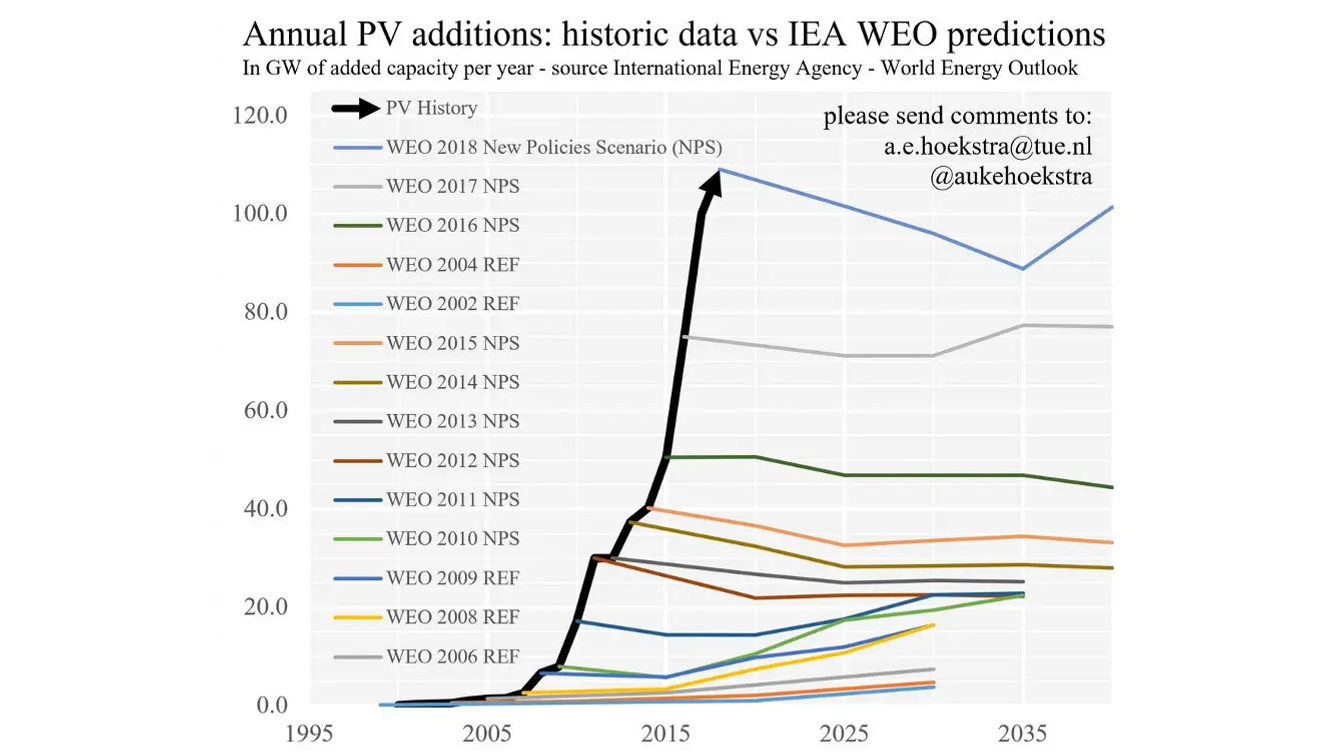 Annual PV additions: historic data vs IEA WEO predictions
In GW of added capacity per year - source International Energy Agency - World Energy Outlook
120.0
100.0
80.0
60.0
40.0
20.0
0.0
PV History
WEO 2018 New Policies Scenario (NPS)
WEO 2017 NPS
WEO 2016 NPS
WEO 2004 REF
WEO 2002 REF
WEO 2015 NPS
WEO 2014 NPS
WEO 2013 NPS
WEO 2012 NPS
WEO 2011 NPS
WEO 2010 NPS
WEO 2009 REF
WEO 2008 REF
WEO 2006 REF
please send comments to:
a.e.hoekstra@tue.nl
@aukehoekstra
1995
2005
2015
2025
2035